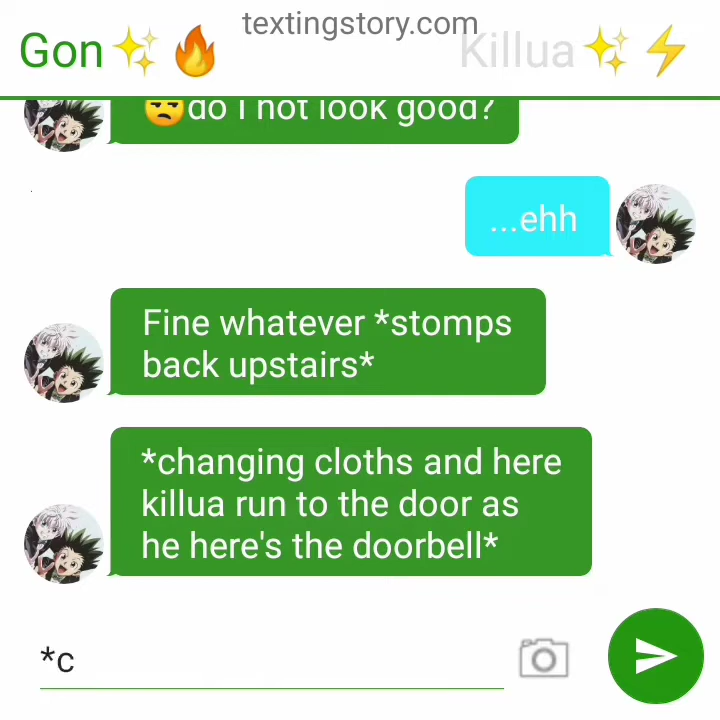 textingstory.com
Gon✨🔥
Killua✨⚡
😒do I not look good?
...ehh
Fine whatever *stomps
back upstairs*
*changing cloths and here
killua run to the door as
he here's the doorbell*
*c